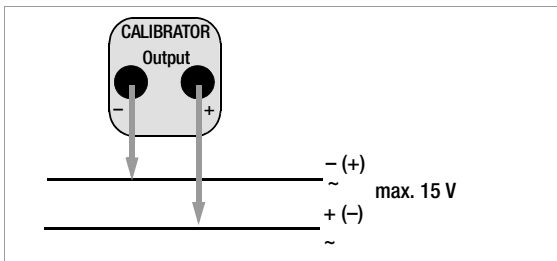 CALIBRATOR
Output
– +
– (+)
~
max. 15 V
+ (–)
~